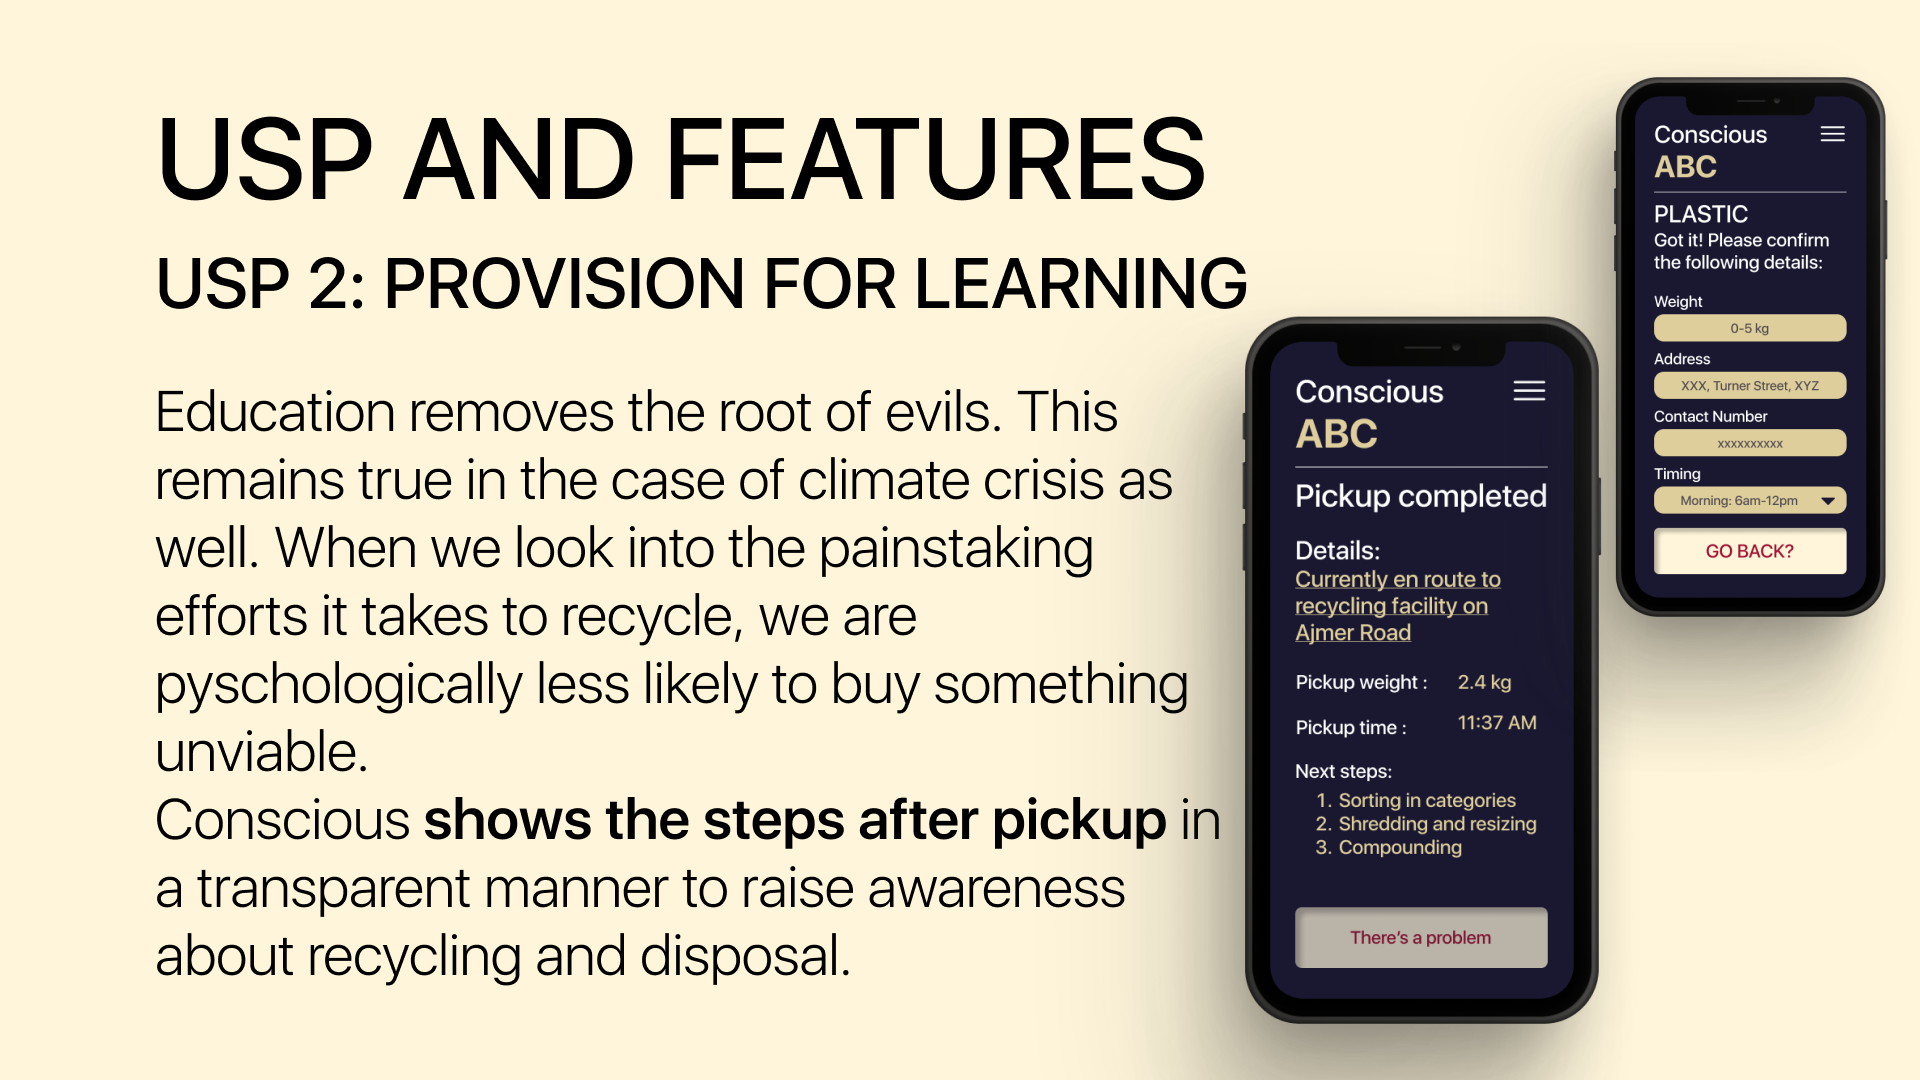 USP AND FEATURES
USP 2: PROVISION FOR LEARNING
Education removes the root of evils. This
remains true in the case of climate crisis as
well. When we look into the painstaking
efforts it takes to recycle, we are
pyschologically less likely to buy something
unviable.
Conscious shows the steps after pickup in
a transparent manner to raise awareness
about recycling and disposal.
Conscious
ABC
Pickup completed
Details:
Currently en route to
recycling facility on
Ajmer Road
Pickup weight : 2.4 kg
Pickup time : 11:37 AM
Next steps:
1. Sorting in categories
2. Shredding and resizing
3. Compounding
There's a problem
Conscious
ABC
PLASTIC
Got it! Please confirm
the following details:
Weight
0-5 kg
Address
XXX, Turner Street, XYZ
Contact Number
xxxxxxxxxx
Timing
Morning: 6am-12pm
GO BACK?